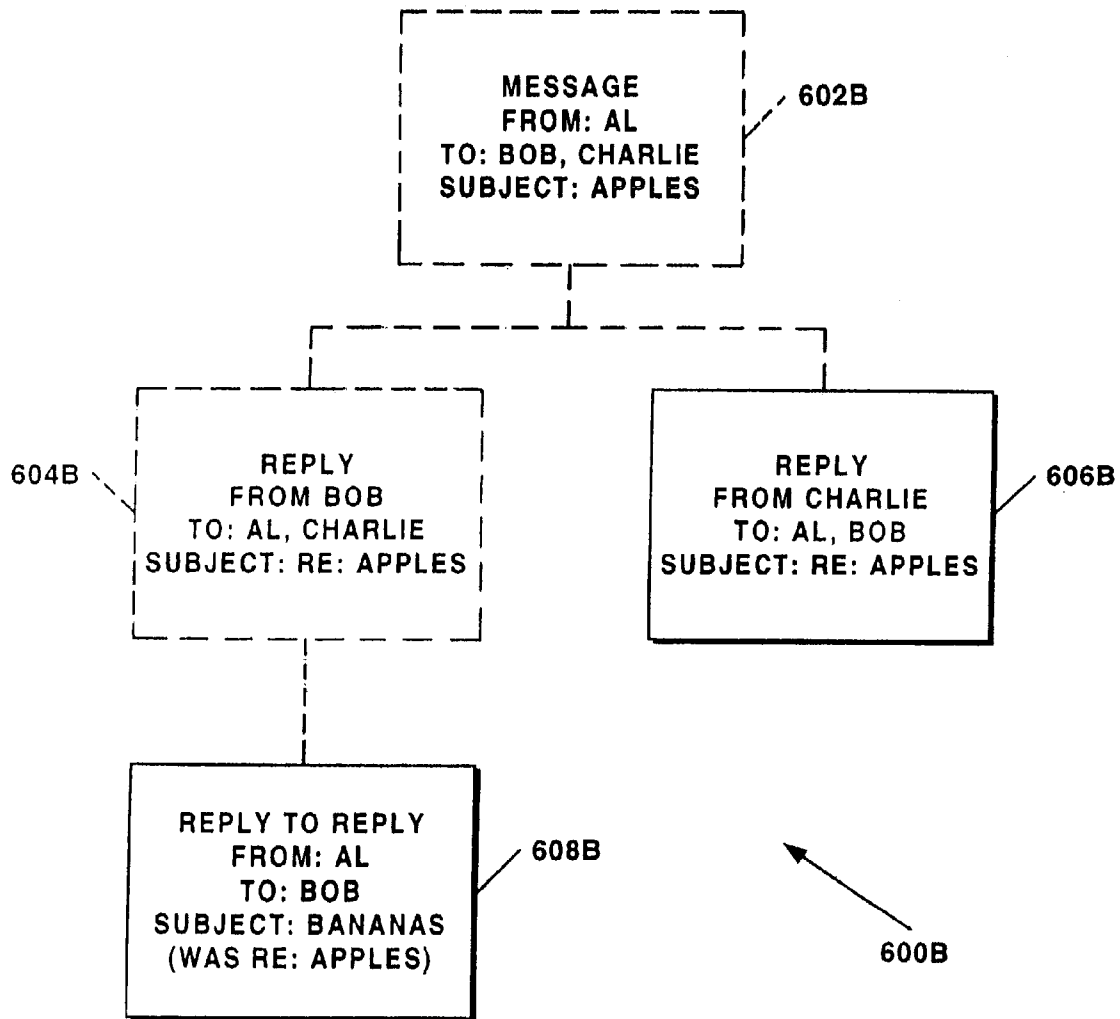 MESSAGE
FROM: AL
TO: BOB, CHARLIE
SUBJECT: APPLES
602B
604B
REPLY
FROM BOB
TO: AL, CHARLIE
SUBJECT: RE: APPLES
REPLY
FROM CHARLIE
TO: AL, BOB
SUBJECT: RE: APPLES
606B
REPLY TO REPLY
FROM: AL
TO: BOB
SUBJECT: BANANAS
(WAS RE: APPLES)
608B
600B